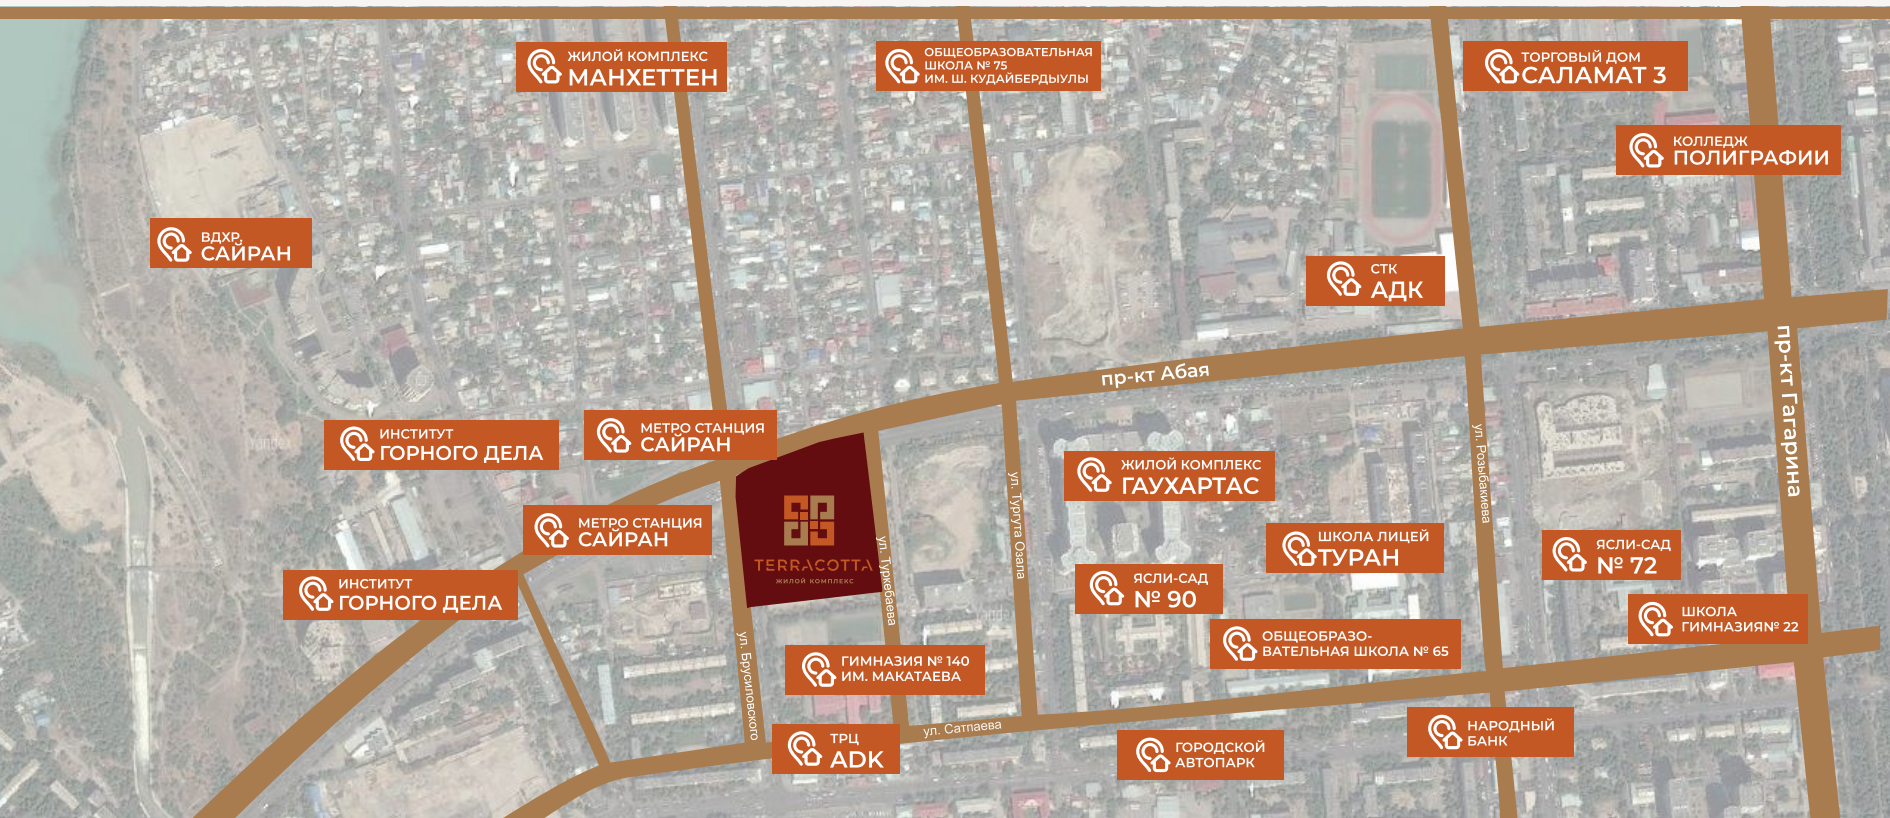 ЖИЛОЙ КОМПЛЕКС
МАНХЕТТЕН
ОБЩЕОБРАЗОВАТЕЛЬНАЯ
ШКОЛА № 75
ИМ. Ш. КУДАЙБЕРДЫУЛЫ
ТОРГОВЫЙ ДОМ
САЛАМАТ 3
КОЛЛЕДЖ
ПОЛИГРАФИИ
ВДХР.
САЙРАН
СТК
АДК
пр-кт Абая
пр-кт Гагарина
ИНСТИТУТ
ГОРНОГО ДЕЛА
МЕТРО СТАНЦИЯ
САЙРАН
ЖИЛОЙ КОМПЛЕКС
ГАУХАРТАС
ул. Розыбакиева
ул. Тургута Озала
Yandex
МЕТРО СТАНЦИЯ
САЙРАН
TERRACOTTA
ЖИЛОЙ КОМПЛЕКС
ул. Туркебаева
ШКОЛА ЛИЦЕЙ
ТУРАН
ЯСЛИ-САД
№ 72
ИНСТИТУТ
ГОРНОГО ДЕЛА
ЯСЛИ-САД
№ 90
ШКОЛА
ГИМНАЗИЯ№ 22
ОБЩЕОБРАЗО-
ВАТЕЛЬНАЯ ШКОЛА № 65
ул. Брусиловского
ГИМНАЗИЯ № 140
ИМ. МАКАТАЕВА
ул. Сатпаева
ТРЦ
ADK
ГОРОДСКОЙ
АВТОПАРК
НАРОДНЫЙ
БАНК